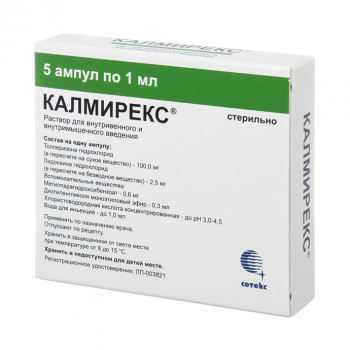 5 ампул по 1 мл
КАЛМИРЕКС®
Раствор для внутривенного и
внутримышечного введения
стерильно
Состав на одну ампулу:
Толперизона гидрохлорид
(в пересчете на сухое вещество) - 100,0 мг
Лидокаина гидрохлорид
(в пересчете на безводное вещество) - 2,5 мг
Вспомогательные вещества:
Метилпарагидроксибензоат - 0,6 мг
Диэтиленгликоля моноэтиловый эфир - 0,3 мл
Хлористоводородная кислота концентрированная - до pH 3,0-4,5
Вода для инъекций - до 1,0 мл
Применять по назначению врача.
Отпускают по рецепту.
Хранить в защищенном от света месте
при температуре от 8 до 15 °С.
Хранить в недоступном для детей месте.
Регистрационное удостоверение: ЛП-003821
сотекс
КАЛМИРЕКС®